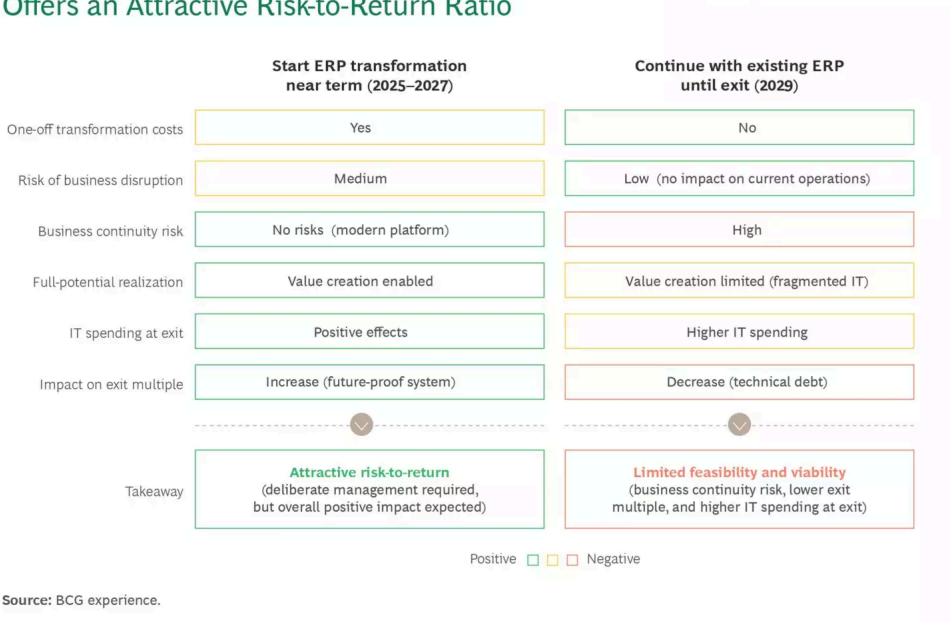 Offers an Attractive Risk-to-Return Ratio
Start ERP transformation
near term (2025–2027)
Continue with existing ERP
until exit (2029)
One-off transformation costs
Yes
No
Risk of business disruption
Medium
Low (no impact on current operations)
Business continuity risk
No risks (modern platform)
High
Full-potential realization
Value creation enabled
Value creation limited (fragmented IT)
IT spending at exit
Positive effects
Higher IT spending
Impact on exit multiple
Increase (future-proof system)
Decrease (technical debt)
Takeaway
Attractive risk-to-return
(deliberate management required,
but overall positive impact expected)
Limited feasibility and viability
(business continuity risk, lower exit
multiple, and higher IT spending at exit)
Positive
Negative
Source: BCG experience.